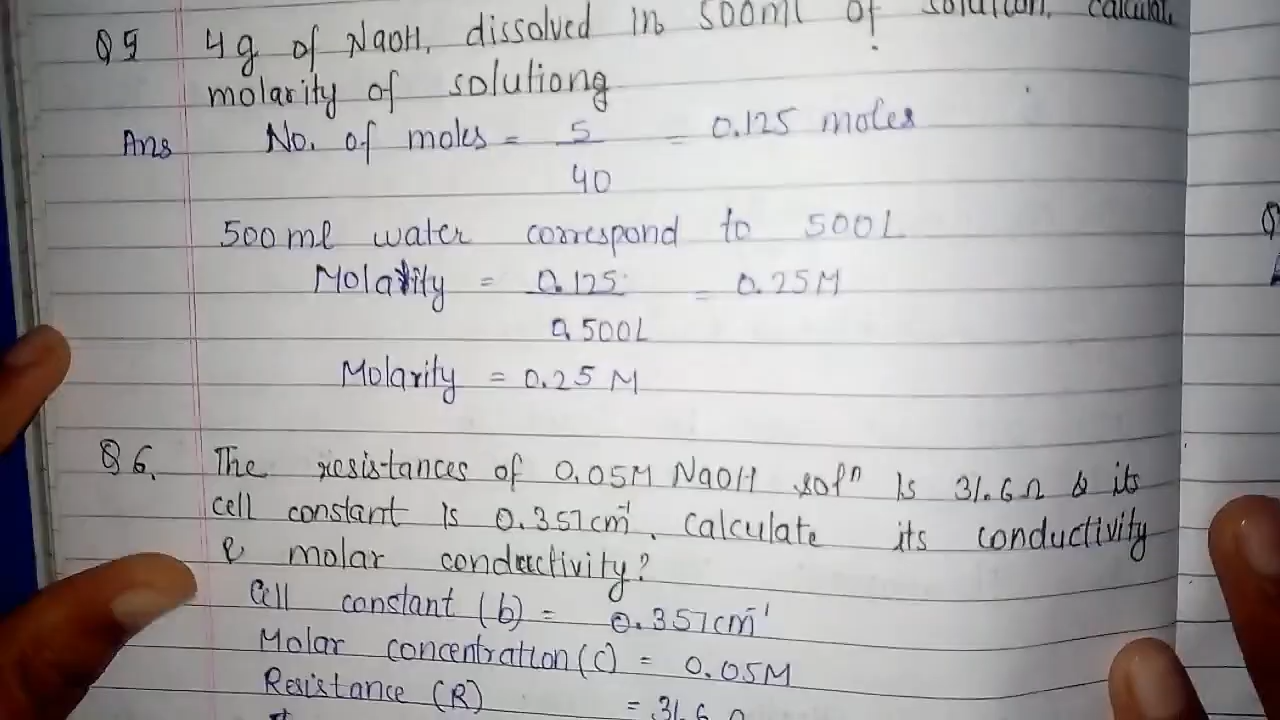 Q5 4g of NaOH, dissolved in 500ml of solution. calculate
molarity of solutiong
Ans No. of moles = 5/40 = 0.125 moles
500 ml water correspond to 500L
Molarity = 0.125/0.500L = 0.25M
Molarity = 0.25 M
Q6. The resistances of 0.05M NaOH solⁿ is 31.6Ω & its
cell constant is 0.357cm⁻¹. Calculate its conductivity
& molar conductivity?
Cell constant (b) = 0.357cm⁻¹
Molar concentration (C) = 0.05M
Resistance (R) = 31.6 Ω